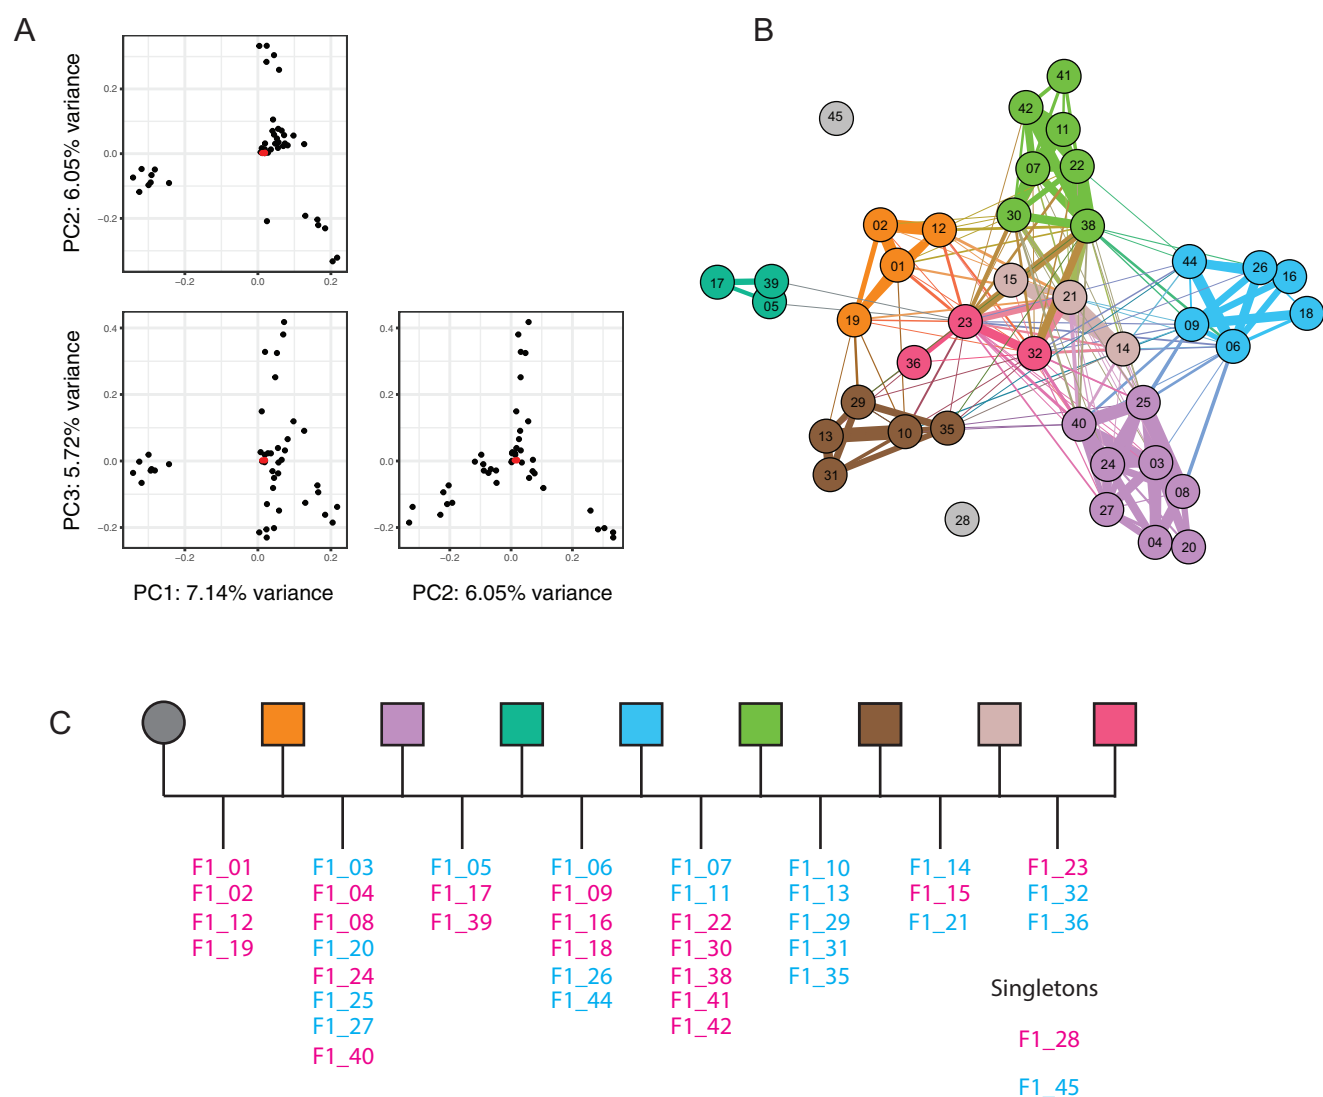 A
B
PC2: 6.05% variance
0.2
0.0
−0.2
−0.2
0.0
0.2
PC3: 5.72% variance
0.4
0.2
0.0
−0.2
−0.2
0.0
0.2
0.4
0.2
0.0
−0.2
−0.2
0.0
0.2
PC1: 7.14% variance
PC2: 6.05% variance
41
42
45
11
07
22
30
38
02
12
01
44
26
16
15
17
39
05
21
18
19
23
09
06
36
32
14
29
25
13
10
35
40
24
03
31
08
27
28
04
20
C
F1_01
F1_02
F1_12
F1_19
F1_03
F1_04
F1_08
F1_20
F1_24
F1_25
F1_27
F1_40
F1_05
F1_17
F1_39
F1_06
F1_09
F1_16
F1_18
F1_26
F1_44
F1_07
F1_11
F1_22
F1_30
F1_38
F1_41
F1_42
F1_10
F1_13
F1_29
F1_31
F1_35
F1_14
F1_15
F1_21
F1_23
F1_32
F1_36
Singletons
F1_28
F1_45